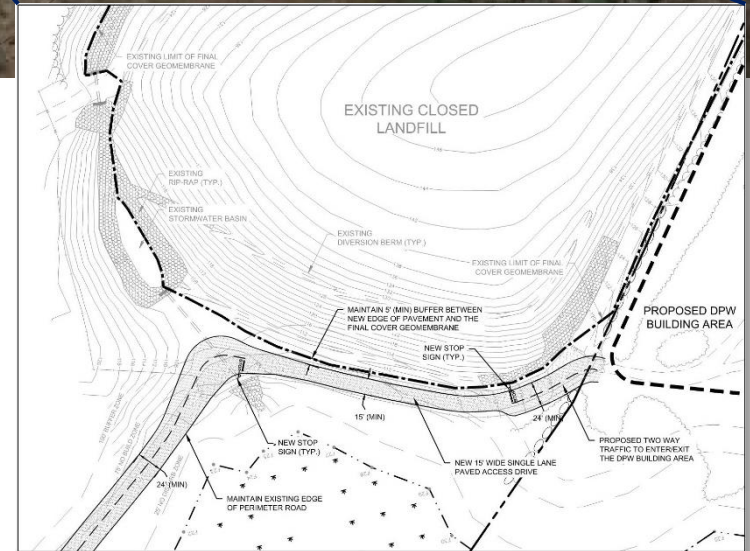 EXISTING LIMIT OF FINAL
COVER GEOMEMBRANE
EXISTING CLOSED
LANDFILL
EXISTING
RIP-RAP (TYP.)
EXISTING
STORMWATER BASIN
EXISTING
DIVERSION BERM (TYP.)
EXISTING LIMIT OF FINAL
COVER GEOMEMBRANE
PROPOSED DPW
BUILDING AREA
MAINTAIN 5' (MIN) BUFFER BETWEEN
NEW EDGE OF PAVEMENT AND THE
FINAL COVER GEOMEMBRANE
NEW STOP
SIGN (TYP.)
15' (MIN)
24' (MIN)
100' BUFFER ZONE
NEW STOP
SIGN (TYP.)
NEW 15' WIDE SINGLE LANE
PAVED ACCESS DRIVE
PROPOSED TWO WAY
TRAFFIC TO ENTER/EXIT
THE DPW BUILDING AREA
24' (MIN)
MAINTAIN EXISTING EDGE
OF PERIMETER ROAD